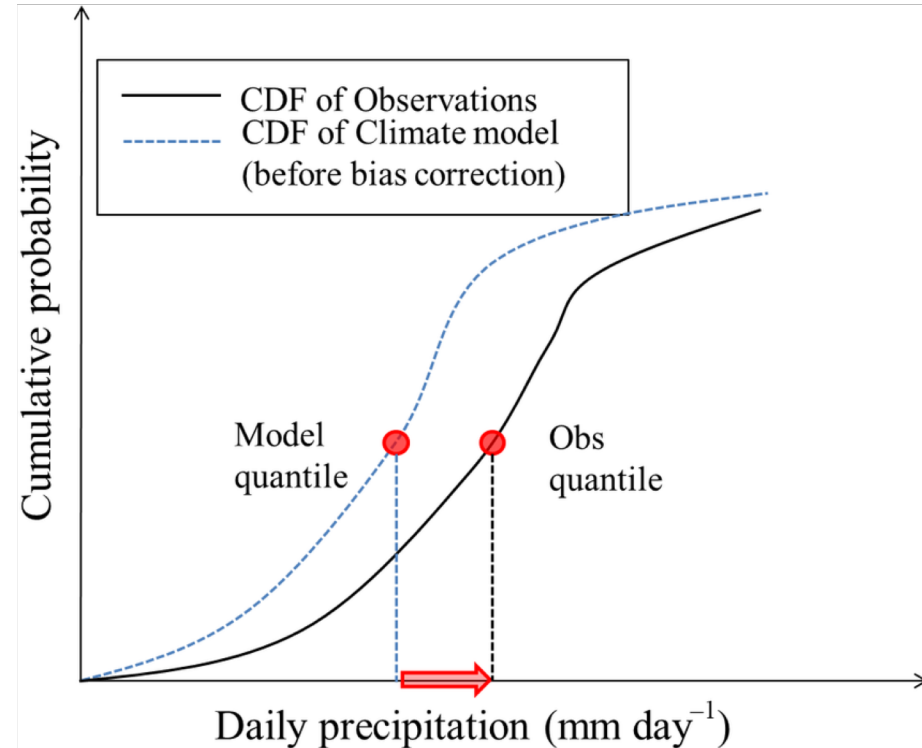 CDF of Observations
CDF of Climate model
(before bias correction)
Cumulative probability
Model
quantile
Obs
quantile
Daily precipitation (mm day⁻¹)